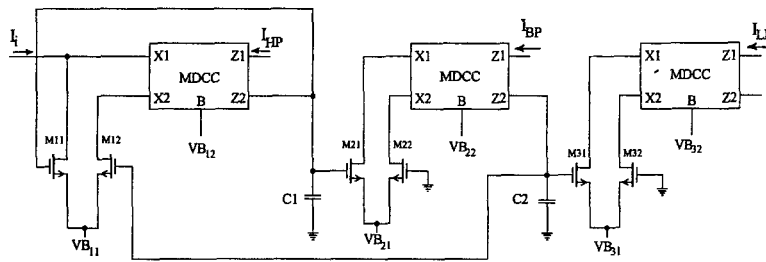 I_i
X1
Z1
I_HP
MDCC
X2
B
Z2
VB_12
M11
M12
VB_11
C1
I_BP
X1
Z1
MDCC
X2
B
Z2
VB_22
M21
M22
VB_21
C2
X1
Z1
MDCC
X2
B
Z2
VB_32
M31
M32
VB_31